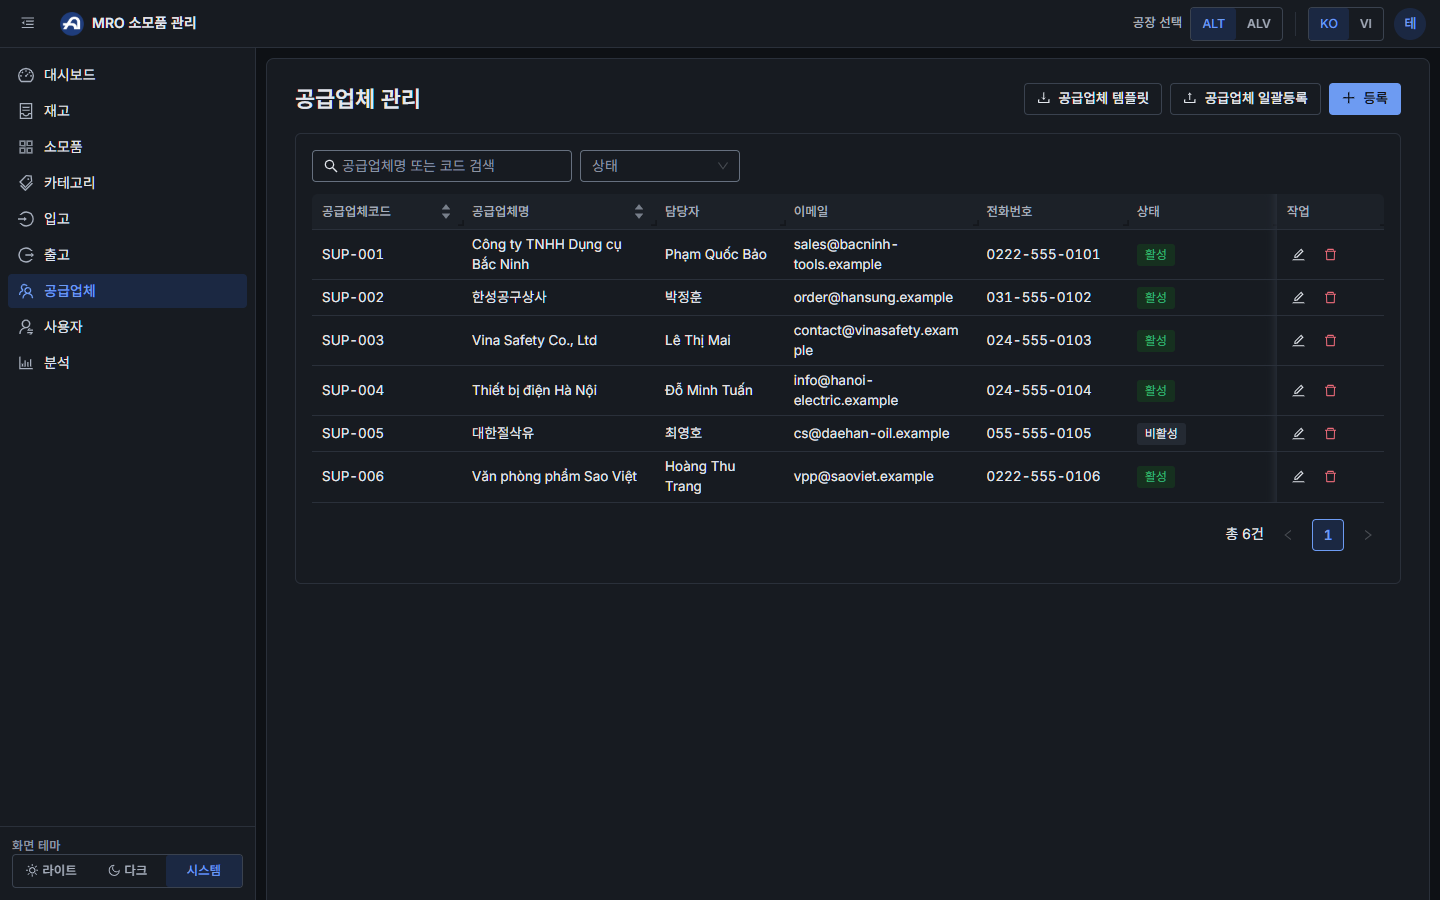 MRO 소모품 관리
공장 선택
ALT
ALV
KO
VI
테
대시보드
재고
소모품
카테고리
입고
출고
공급업체
사용자
분석
화면 테마
라이트
다크
시스템
공급업체 관리
공급업체 템플릿
공급업체 일괄등록
등록
공급업체명 또는 코드 검색
상태
공급업체코드 공급업체명 담당자 이메일 전화번호 상태 작업
SUP-001 Công ty TNHH Dụng cụ Bắc Ninh Phạm Quốc Bảo sales@bacninh-tools.example 0222-555-0101 활성
SUP-002 한성공구상사 박정훈 order@hansung.example 031-555-0102 활성
SUP-003 Vina Safety Co., Ltd Lê Thị Mai contact@vinasafety.example 024-555-0103 활성
SUP-004 Thiết bị điện Hà Nội Đỗ Minh Tuấn info@hanoi-electric.example 024-555-0104 활성
SUP-005 대한절삭유 최영호 cs@daehan-oil.example 055-555-0105 비활성
SUP-006 Văn phòng phẩm Sao Việt Hoàng Thu Trang vpp@saoviet.example 0222-555-0106 활성
총 6건
1